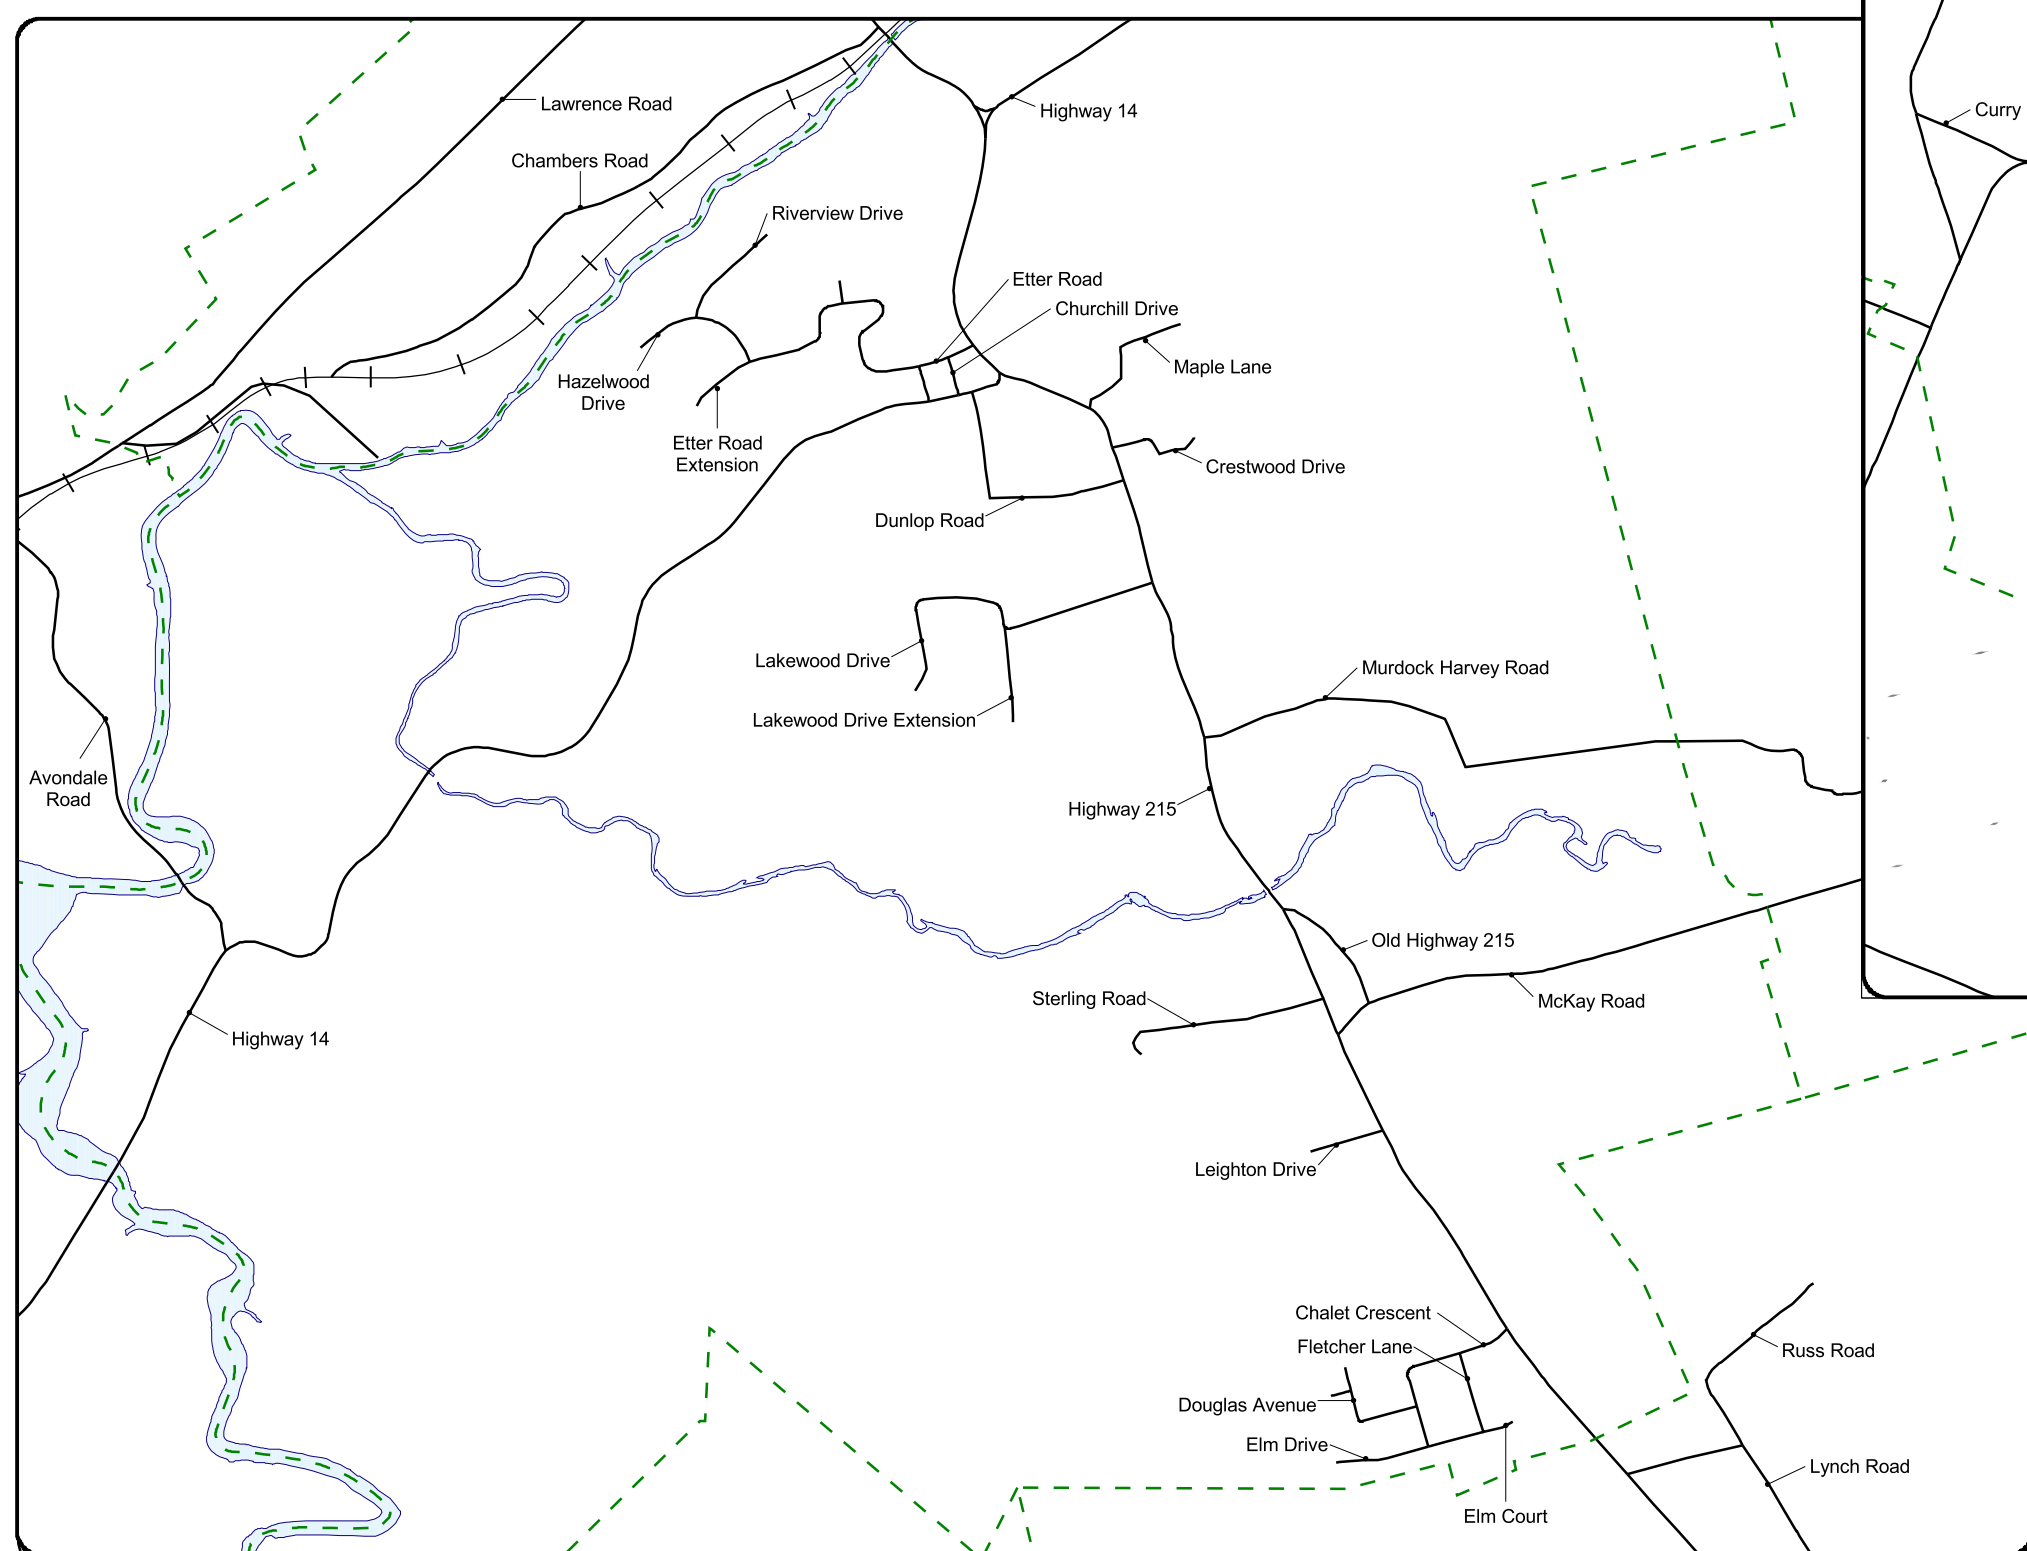 Lawrence Road
Highway 14
Curry
Chambers Road
Riverview Drive
Etter Road
Churchill Drive
Maple Lane
Hazelwood
Drive
Etter Road
Extension
Crestwood Drive
Dunlop Road
Lakewood Drive
Murdock Harvey Road
Lakewood Drive Extension
Avondale
Road
Highway 215
Old Highway 215
Sterling Road
McKay Road
Highway 14
Leighton Drive
Chalet Crescent
Fletcher Lane
Russ Road
Douglas Avenue
Elm Drive
Lynch Road
Elm Court